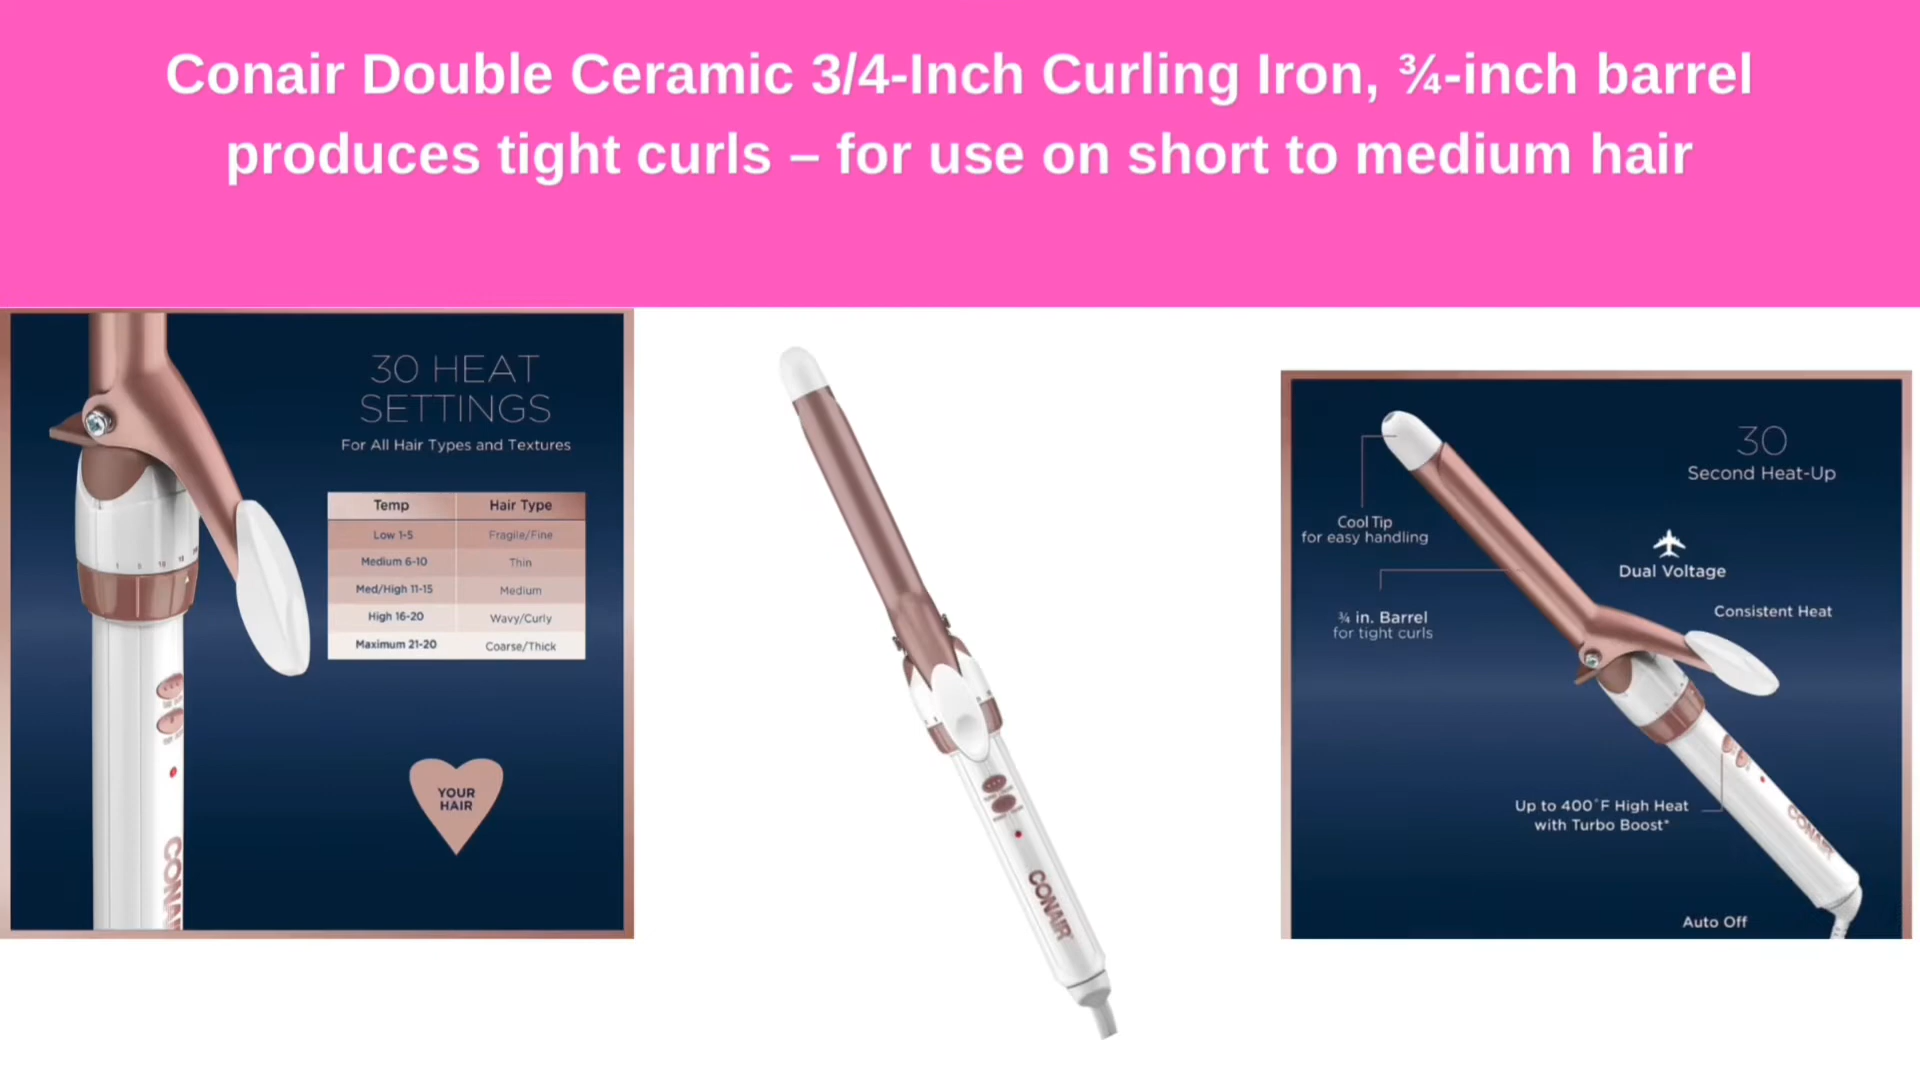 Conair Double Ceramic 3/4-Inch Curling Iron, ¾-inch barrel
produces tight curls – for use on short to medium hair
30 HEAT
SETTINGS
For All Hair Types and Textures
Temp Hair Type
Low 1-5 Fragile/Fine
Medium 6-10 Thin
Med/High 11-15 Medium
High 16-20 Wavy/Curly
Maximum 21-20 Coarse/Thick
YOUR
HAIR
CONAIR
CONAIR
30
Second Heat-Up
Cool Tip
for easy handling
Dual Voltage
¾ in. Barrel
for tight curls
Consistent Heat
Up to 400°F High Heat
with Turbo Boost*
CONAIR
Auto Off